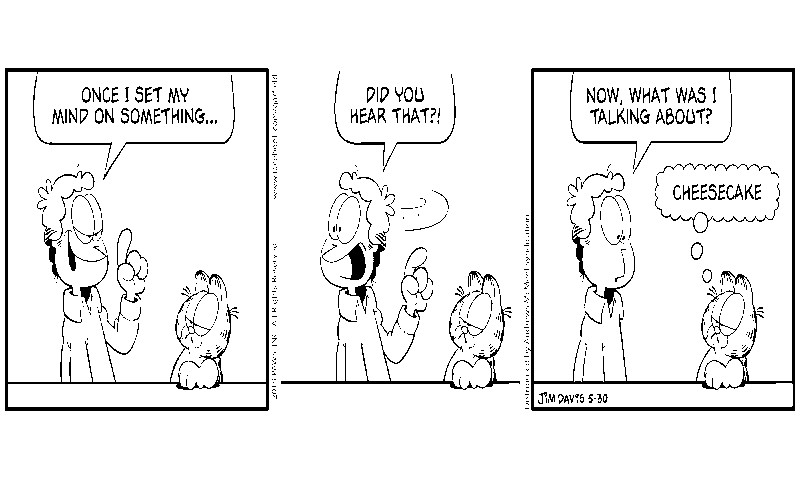 ONCE I SET MY
MIND ON SOMETHING...
DID YOU
HEAR THAT?!
NOW, WHAT WAS I
TALKING ABOUT?
CHEESECAKE
JIM DAVIS 5-30